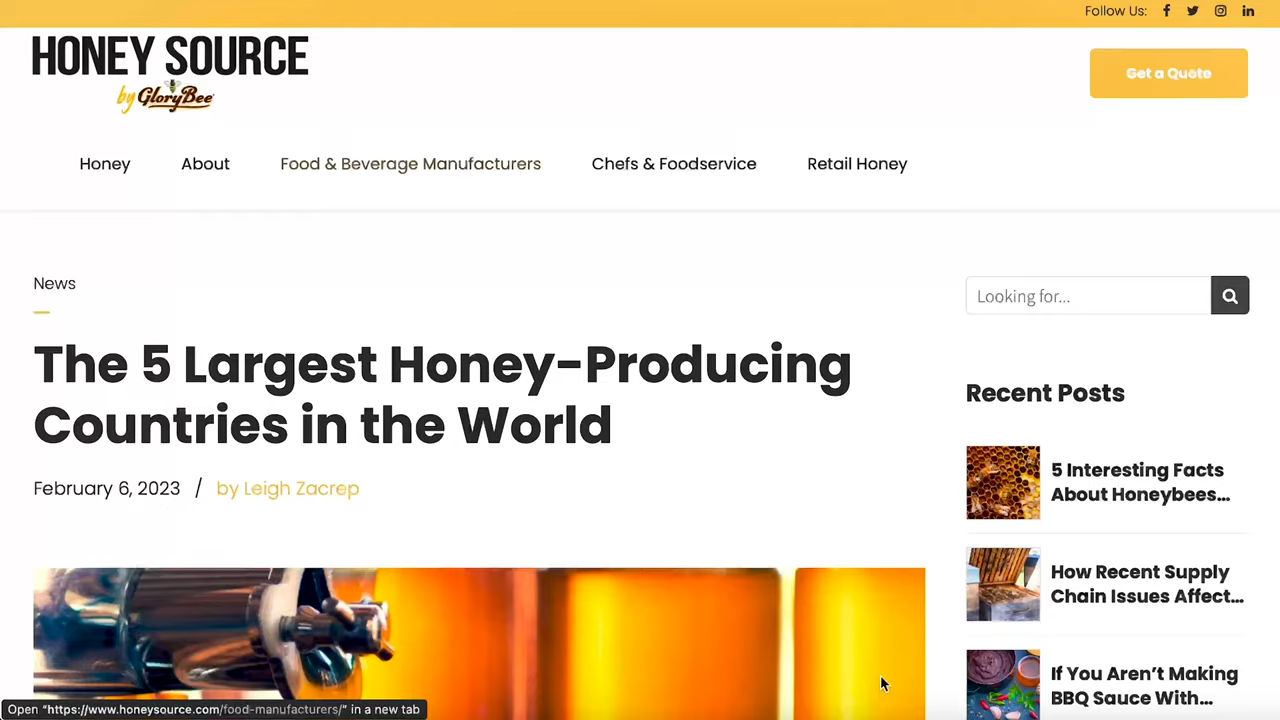 Follow Us:
HONEY SOURCE
by GloryBee
Get a Quote
Honey About Food & Beverage Manufacturers Chefs & Foodservice Retail Honey
News
Looking for...
The 5 Largest Honey-Producing
Countries in the World
February 6, 2023 / by Leigh Zacrep
Recent Posts
5 Interesting Facts
About Honeybees...
How Recent Supply
Chain Issues Affect...
If You Aren’t Making
BBQ Sauce With...
Open “https://www.honeysource.com/food-manufacturers/” in a new tab